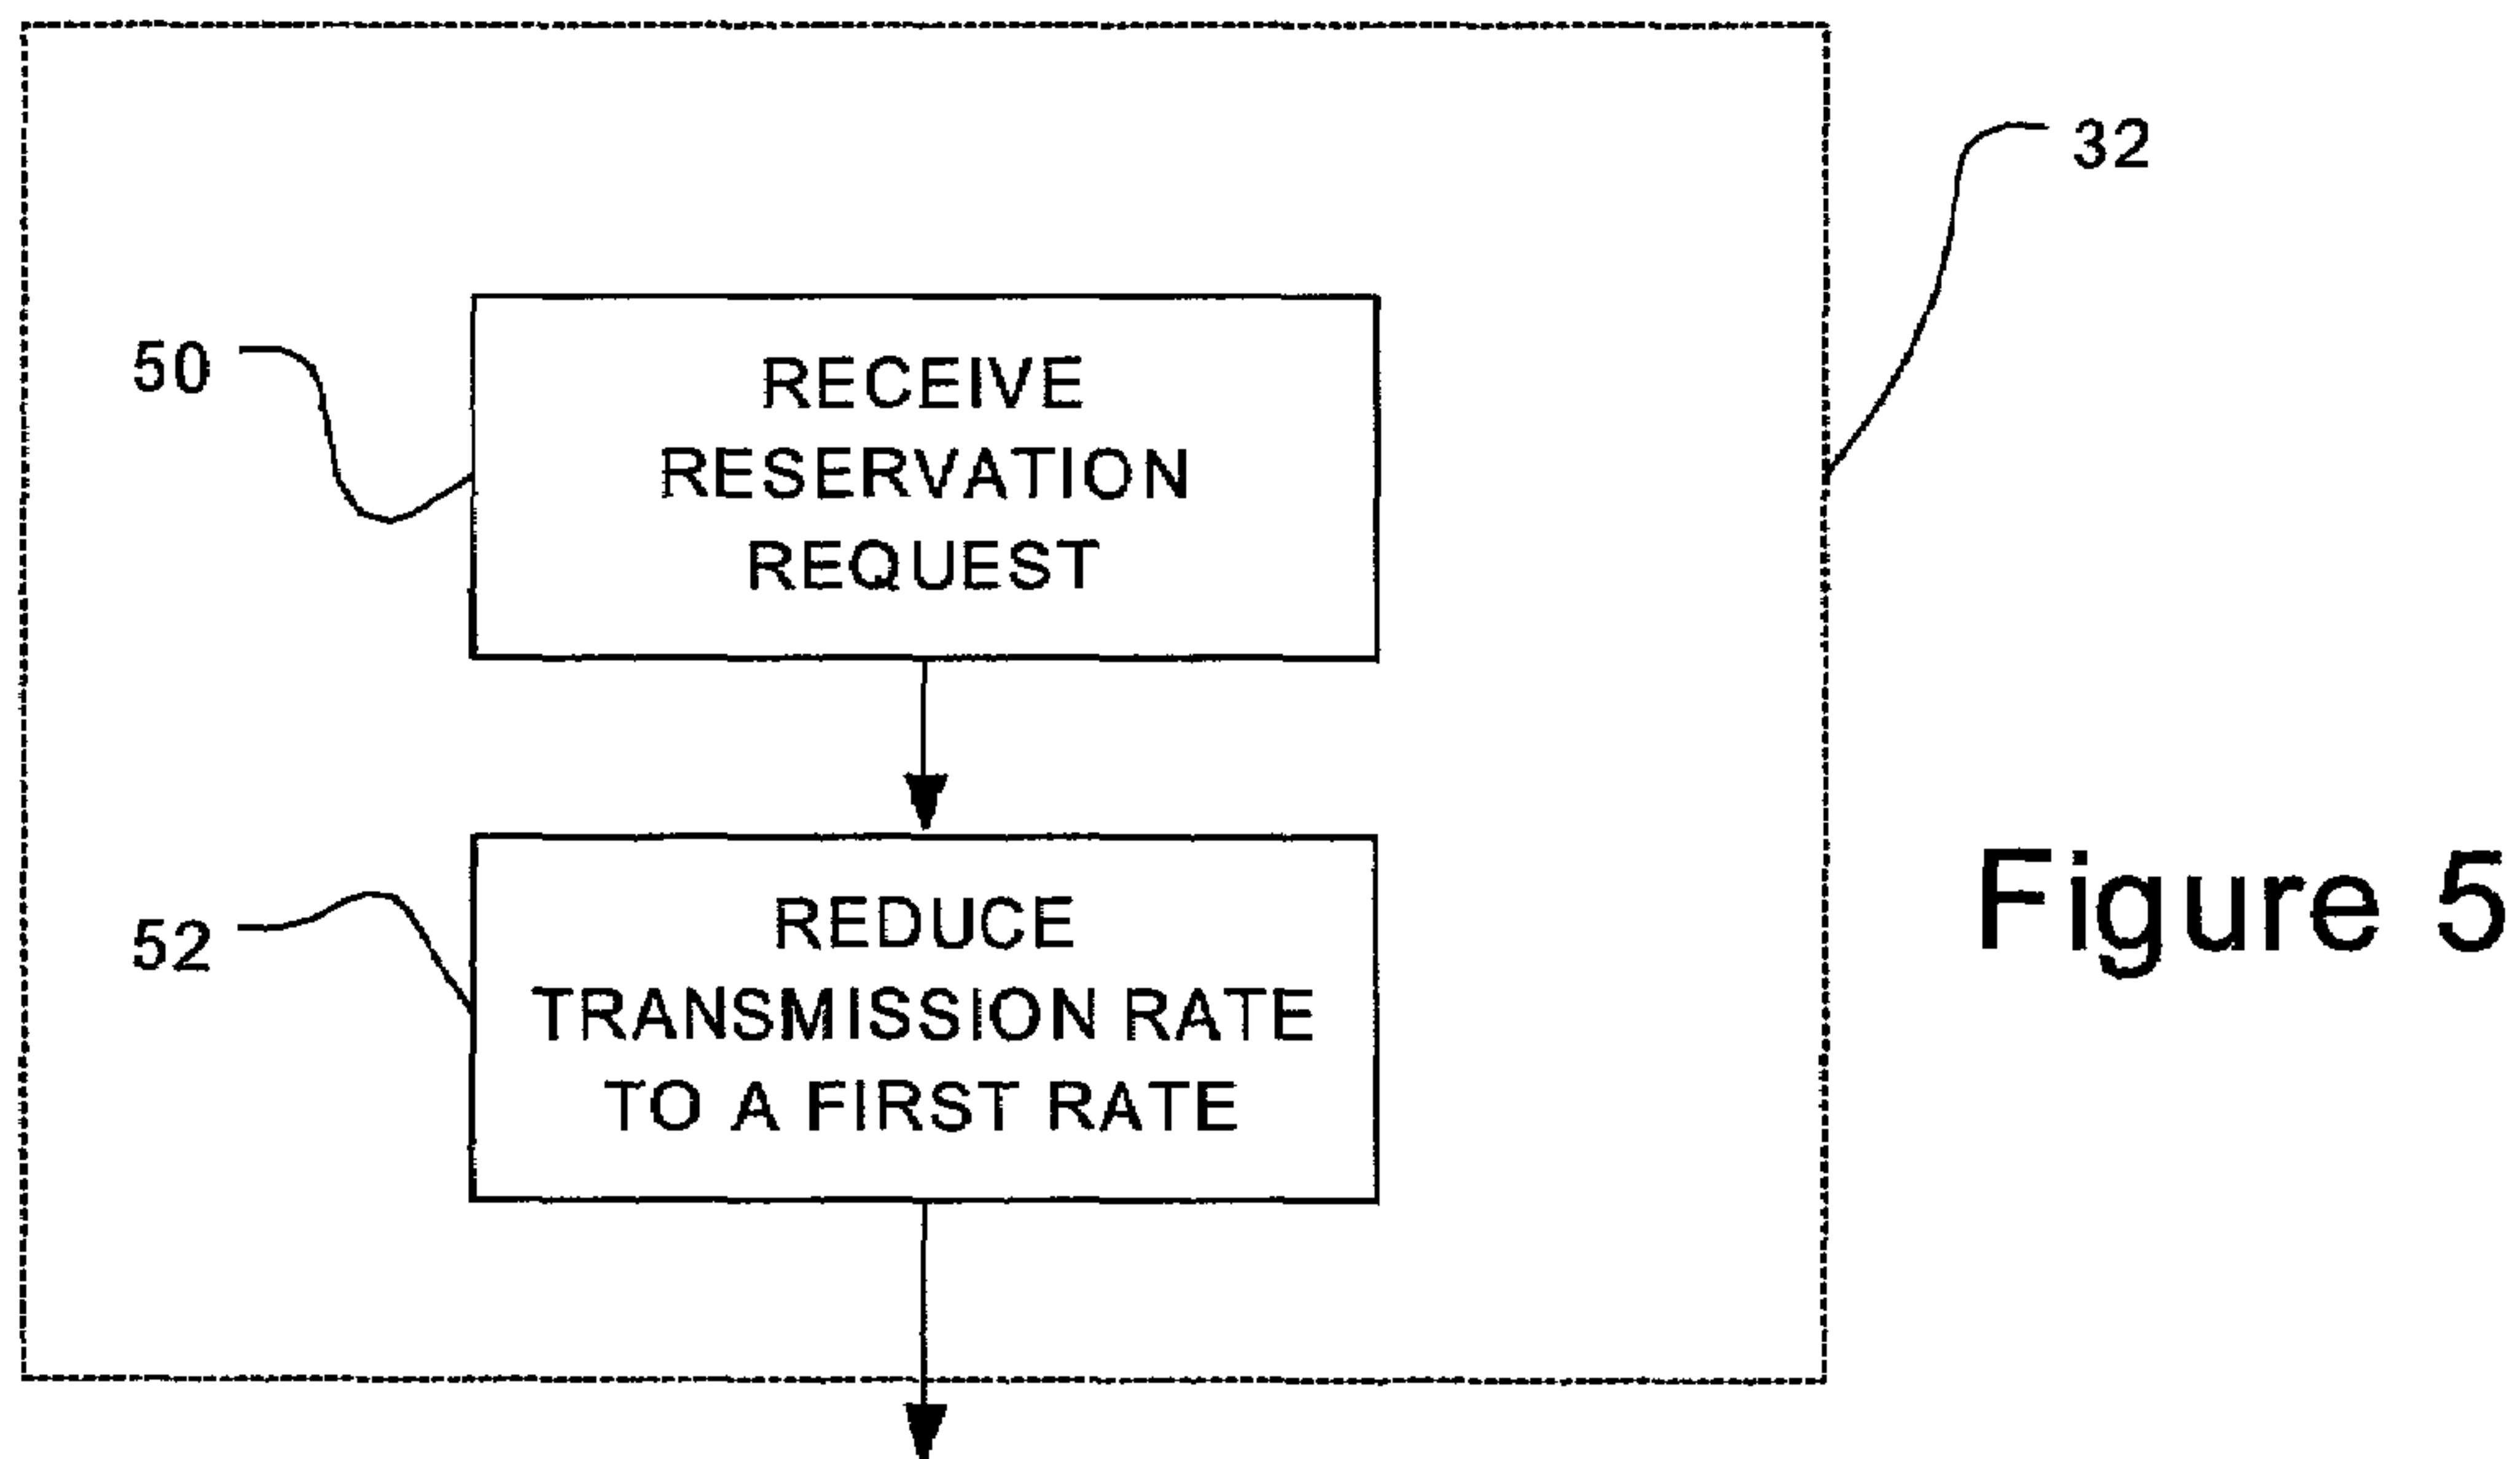 32
50
RECEIVE
RESERVATION
REQUEST
52
REDUCE
TRANSMISSION RATE
TO A FIRST RATE
Figure 5